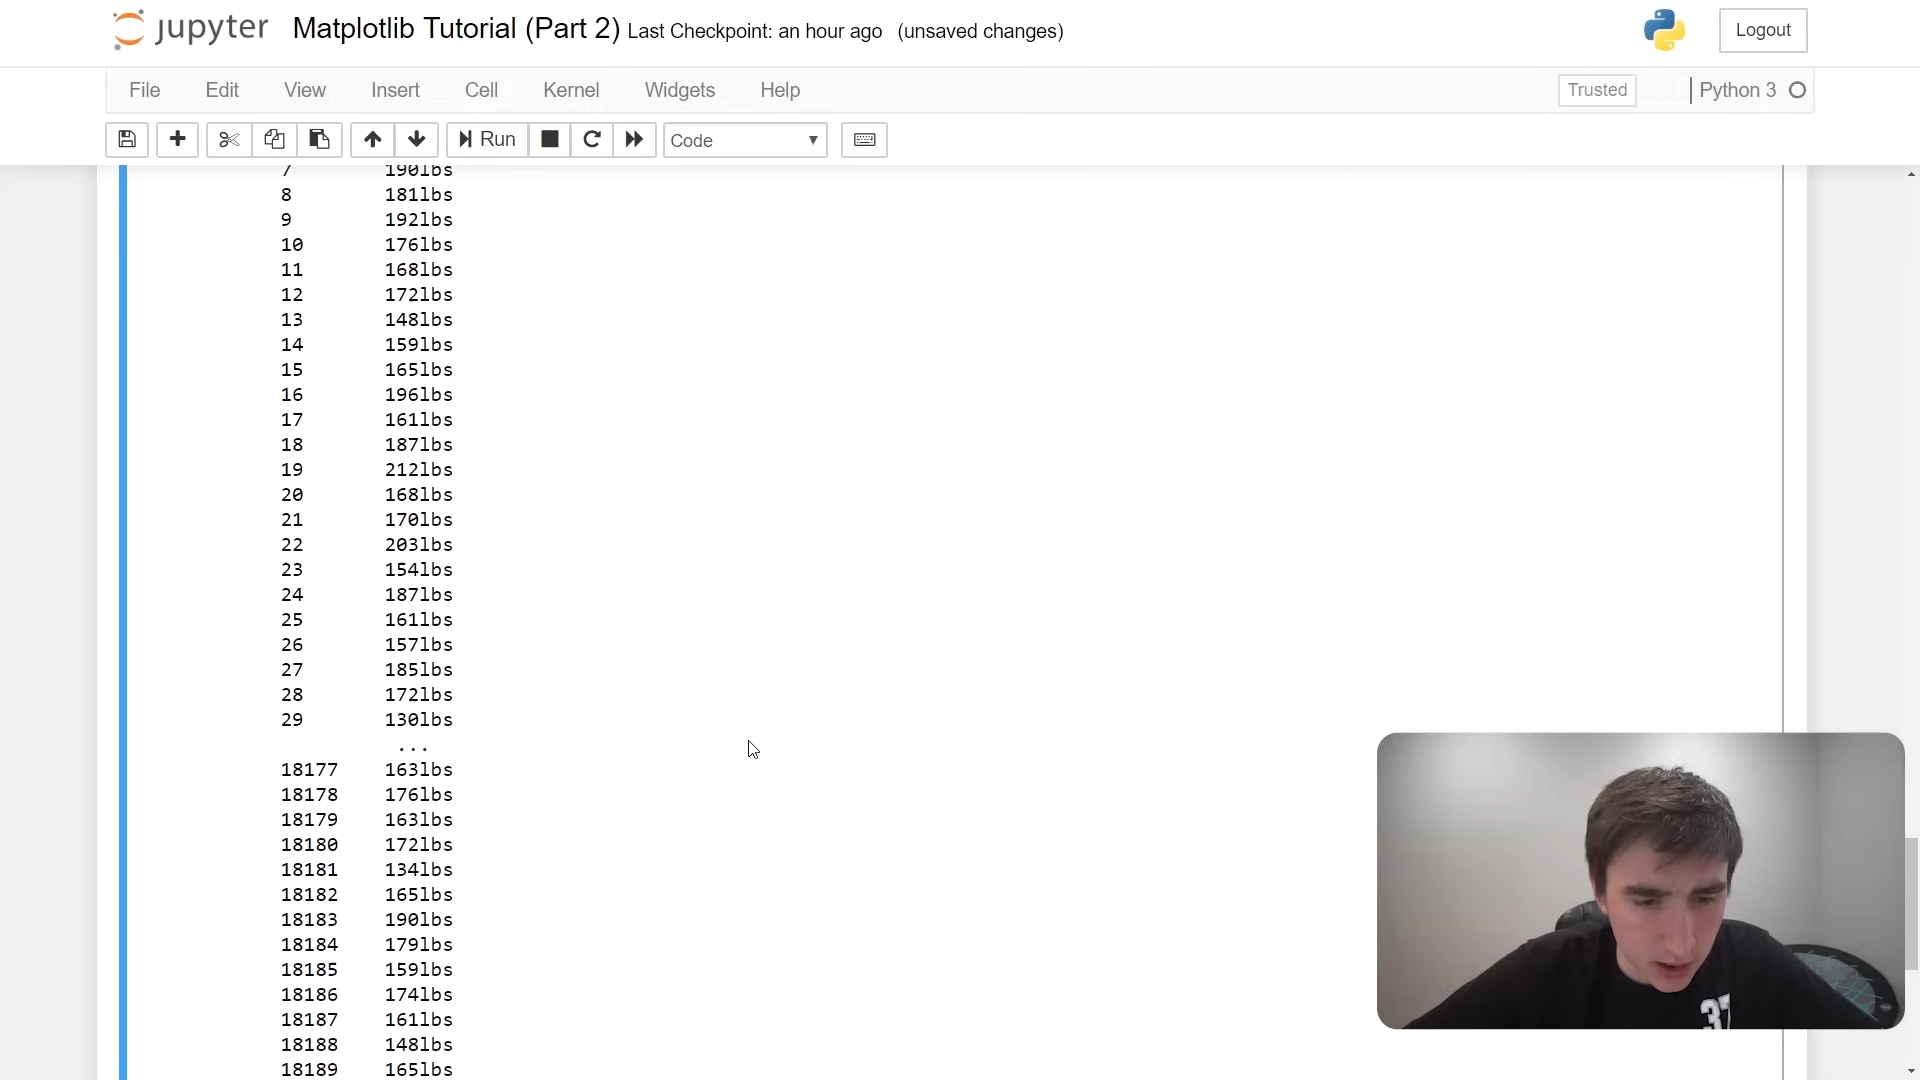 jupyter Matplotlib Tutorial (Part 2) Last Checkpoint: an hour ago (unsaved changes) Logout
File Edit View Insert Cell Kernel Widgets Help Trusted Python 3
Run Code
7 190lbs
8 181lbs
9 192lbs
10 176lbs
11 168lbs
12 172lbs
13 148lbs
14 159lbs
15 165lbs
16 196lbs
17 161lbs
18 187lbs
19 212lbs
20 168lbs
21 170lbs
22 203lbs
23 154lbs
24 187lbs
25 161lbs
26 157lbs
27 185lbs
28 172lbs
29 130lbs
...
18177 163lbs
18178 176lbs
18179 163lbs
18180 172lbs
18181 134lbs
18182 165lbs
18183 190lbs
18184 179lbs
18185 159lbs
18186 174lbs
18187 161lbs
18188 148lbs
18189 165lbs
37